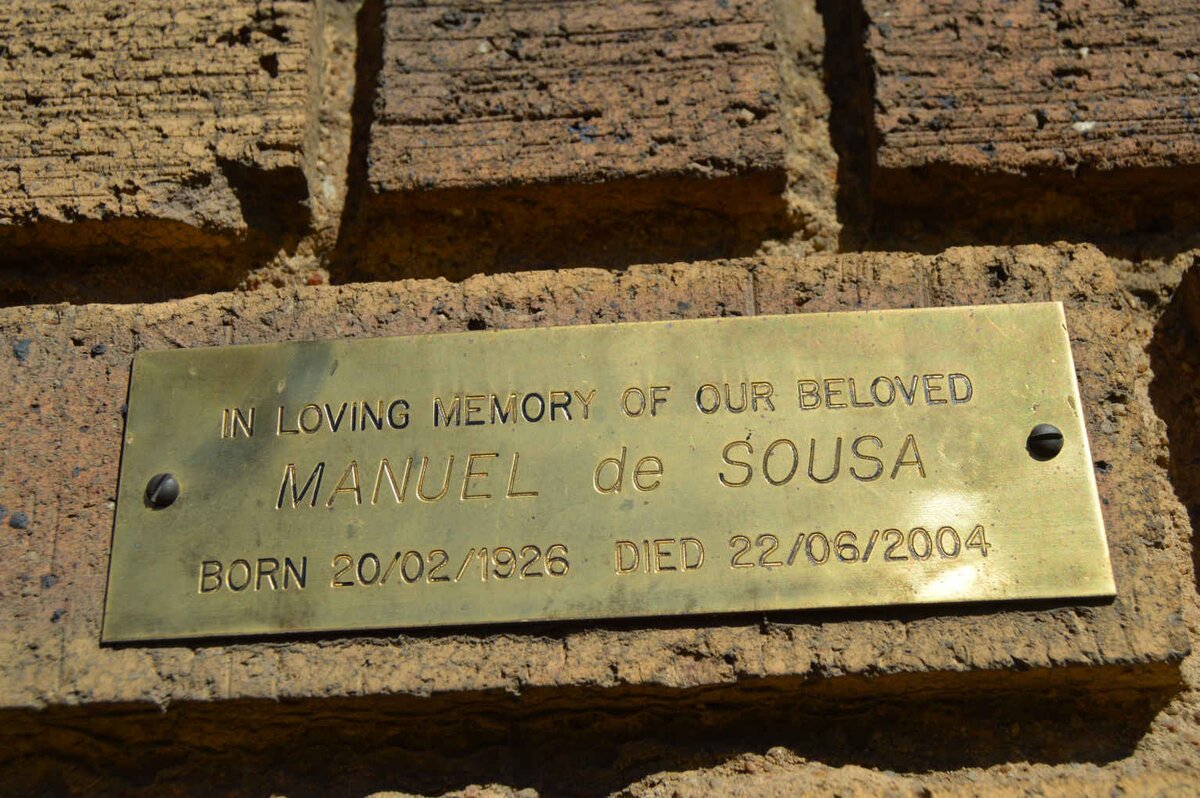 IN LOVING MEMORY OF OUR BELOVED
MANUEL de SOUSA
BORN 20/02/1926 DIED 22/06/2004